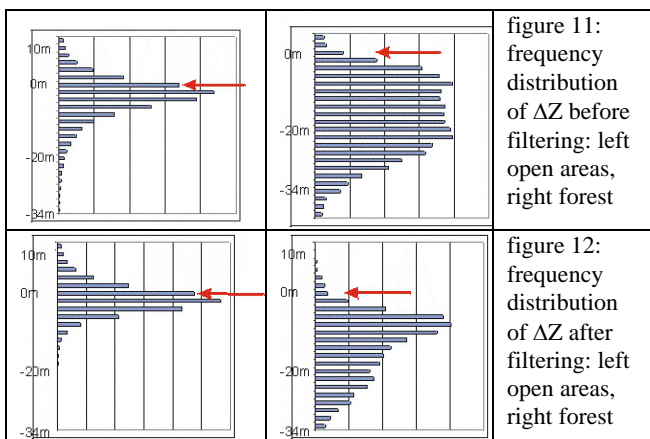 10m
0m
-20m
-34m
0m
-20m
-34m
figure 11:
frequency
distribution
of ΔZ before
filtering: left
open areas,
right forest
10m
0m
-20m
-34m
10m
0m
-20m
-34m
figure 12:
frequency
distribution
of ΔZ after
filtering: left
open areas,
right forest